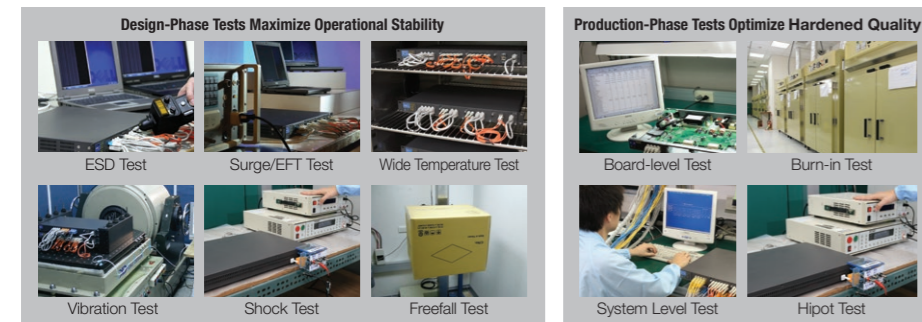 Design-Phase Tests Maximize Operational Stability
ESD Test
Surge/EFT Test
Wide Temperature Test
Vibration Test
Shock Test
Freefall Test
Production-Phase Tests Optimize Hardened Quality
Board-level Test
Burn-in Test
System Level Test
Hipot Test